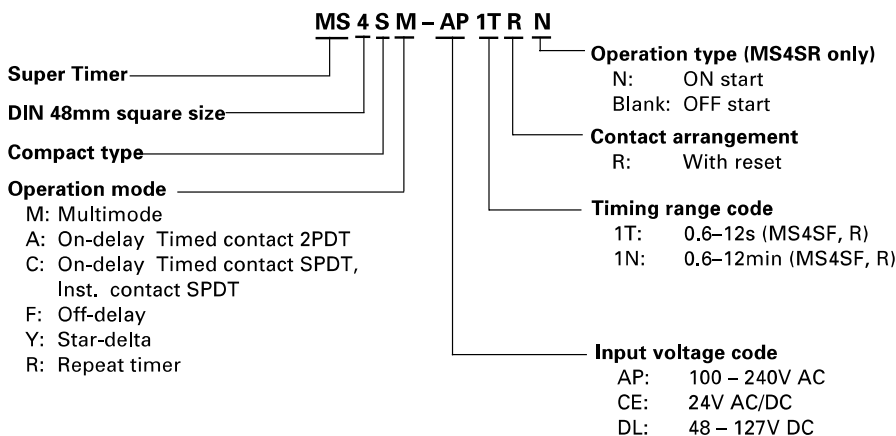 MS 4 S M – AP 1T R N
Super Timer
DIN 48mm square size
Compact type
Operation mode
M: Multimode
A: On-delay Timed contact 2PDT
C: On-delay Timed contact SPDT,
Inst. contact SPDT
F: Off-delay
Y: Star-delta
R: Repeat timer
Operation type (MS4SR only)
N: ON start
Blank: OFF start
Contact arrangement
R: With reset
Timing range code
1T: 0.6–12s (MS4SF, R)
1N: 0.6–12min (MS4SF, R)
Input voltage code
AP: 100 – 240V AC
CE: 24V AC/DC
DL: 48 – 127V DC